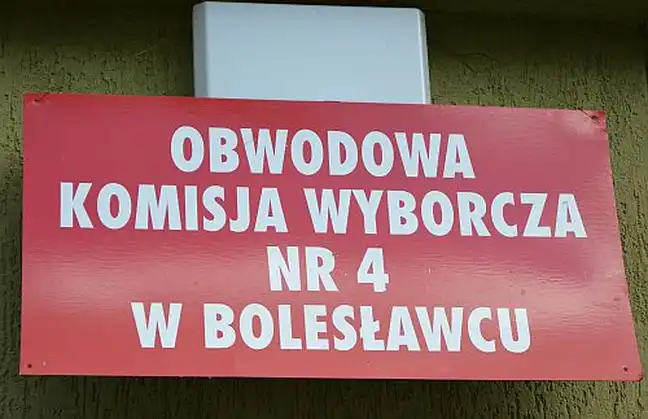 OBWODOWA
KOMISJA WYBORCZA
NR 4
W BOLESŁAWCU